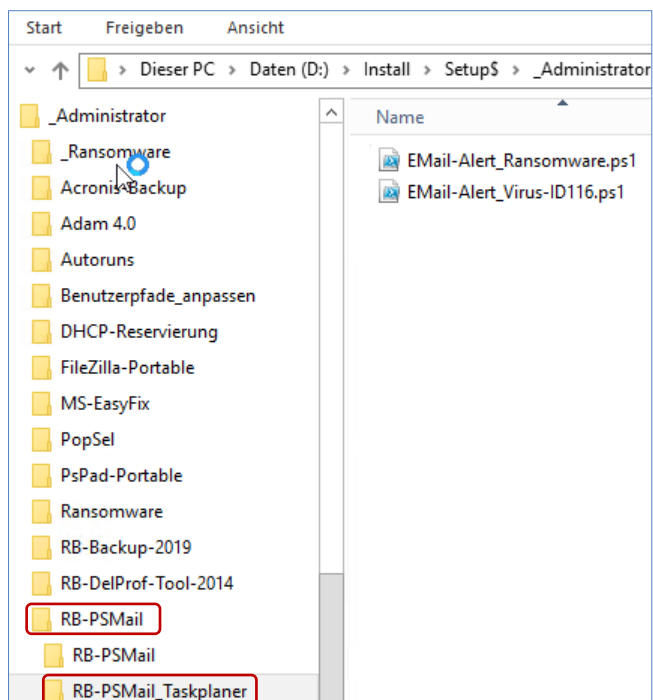 Start Freigeben Ansicht
Dieser PC > Daten (D:) > Install > Setup$ > _Administrator
_Administrator
_Ransomware
Acronis-Backup
Adam 4.0
Autoruns
Benutzerpfade_anpassen
DHCP-Reservierung
FileZilla-Portable
MS-EasyFix
PopSel
PsPad-Portable
Ransomware
RB-Backup-2019
RB-DelProf-Tool-2014
RB-PSMail
RB-PSMail
RB-PSMail_Taskplaner
Name
EMail-Alert_Ransomware.ps1
EMail-Alert_Virus-ID116.ps1